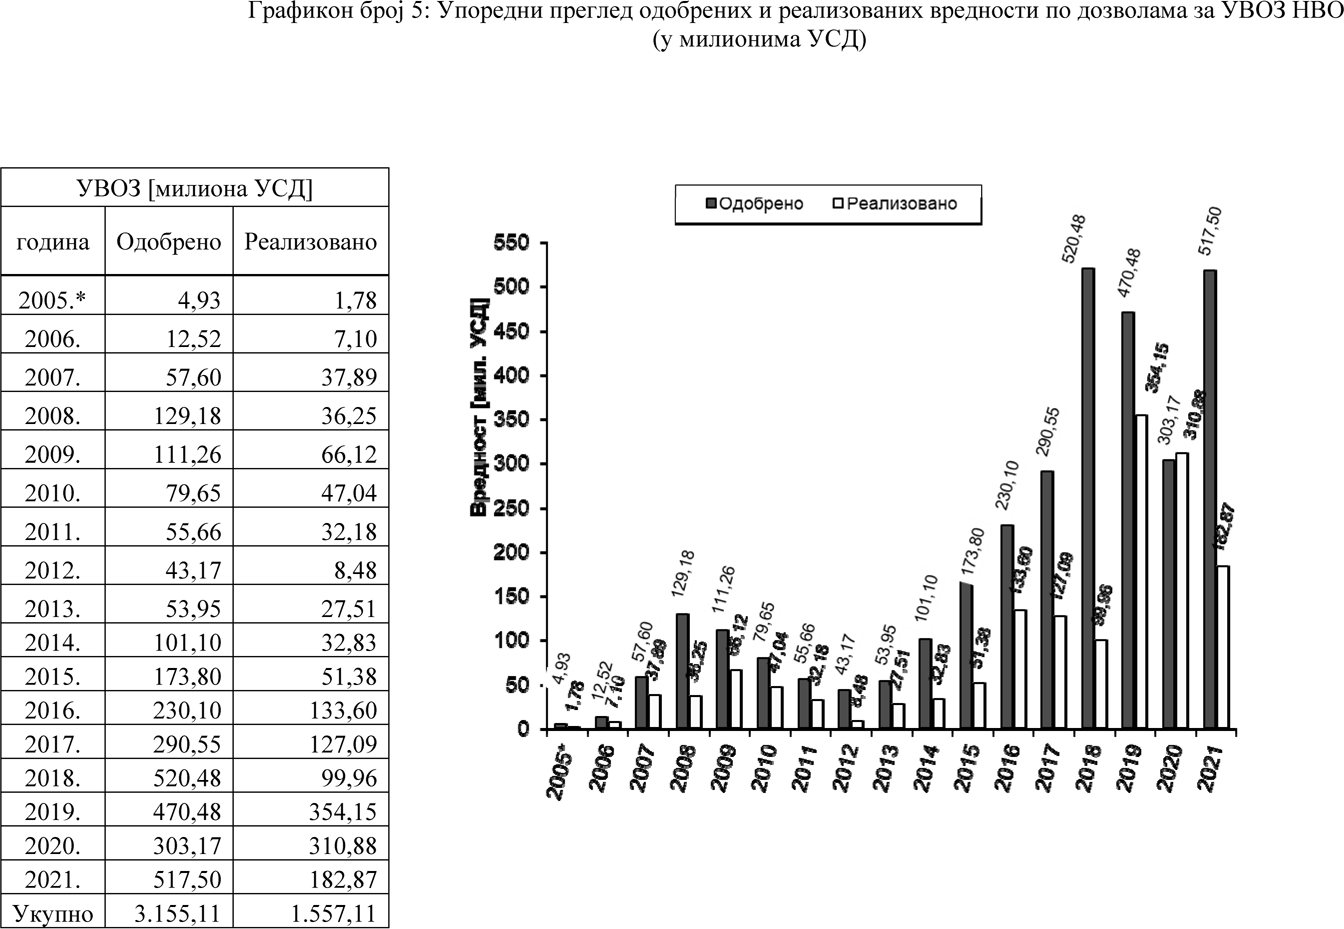 Графикон број 5: Упоредни преглед одобрених и реализованих вредности по дозволама за УВОЗ НВО
(у милионима УСД)
УВОЗ [милиона УСД]
година Одобрено Реализовано
2005.* 4,93 1,78
2006. 12,52 7,10
2007. 57,60 37,89
2008. 129,18 36,25
2009. 111,26 66,12
2010. 79,65 47,04
2011. 55,66 32,18
2012. 43,17 8,48
2013. 53,95 27,51
2014. 101,10 32,83
2015. 173,80 51,38
2016. 230,10 133,60
2017. 290,55 127,09
2018. 520,48 99,96
2019. 470,48 354,15
2020. 303,17 310,88
2021. 517,50 182,87
Укупно 3.155,11 1.557,11
Одобрено Реализовано
Вредност [мил. УСД]
550
500
450
400
350
300
250
200
150
100
50
0
4,93 1,78
12,52 7,10
57,60 37,89
129,18 36,25
111,26 66,12
79,65 47,04
55,66 32,18
43,17 8,48
53,95 27,51
101,10 32,83
173,80 51,38
230,10 133,60
290,55 127,09
520,48 99,96
470,48 354,15
303,17 310,88
517,50 182,87
2005* 2006 2007 2008 2009 2010 2011 2012 2013 2014 2015 2016 2017 2018 2019 2020 2021